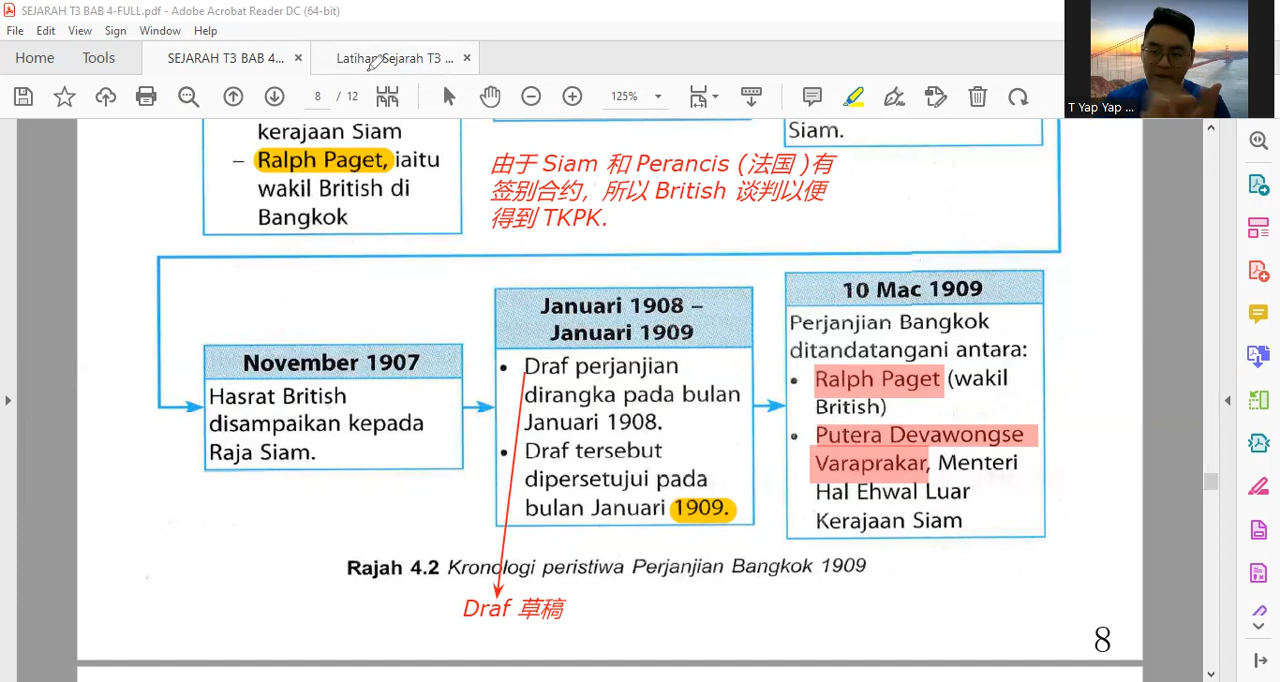 SEJARAH T3 BAB 4-FULL.pdf - Adobe Acrobat Reader DC (64-bit)
File Edit View Sign Window Help
Home Tools SEJARAH T3 BAB 4... × Latihan Sejarah T3 ... ×
8 / 12 125%
T Yap Yap ...
kerajaan Siam
– Ralph Paget, iaitu
wakil British di
Bangkok
Siam.
由于 Siam 和 Perancis (法国 )有
签别合约，所以 British 谈判以便
得到 TKPK.
November 1907
Hasrat British
disampaikan kepada
Raja Siam.
Januari 1908 –
Januari 1909
• Draf perjanjian
dirangka pada bulan
Januari 1908.
• Draf tersebut
dipersetujui pada
bulan Januari 1909.
10 Mac 1909
Perjanjian Bangkok
ditandatangani antara:
• Ralph Paget (wakil
British)
• Putera Devawongse
Varaprakar, Menteri
Hal Ehwal Luar
Kerajaan Siam
Rajah 4.2 Kronologi peristiwa Perjanjian Bangkok 1909
Draf 草稿
8